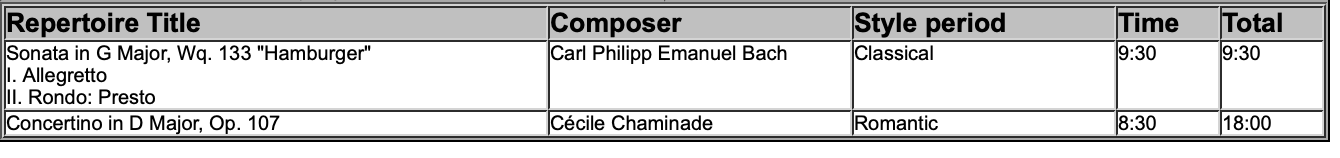 Repertoire Title Composer Style period Time Total
Sonata in G Major, Wq. 133 "Hamburger" Carl Philipp Emanuel Bach Classical 9:30 9:30
I. Allegretto
II. Rondo: Presto
Concertino in D Major, Op. 107 Cécile Chaminade Romantic 8:30 18:00